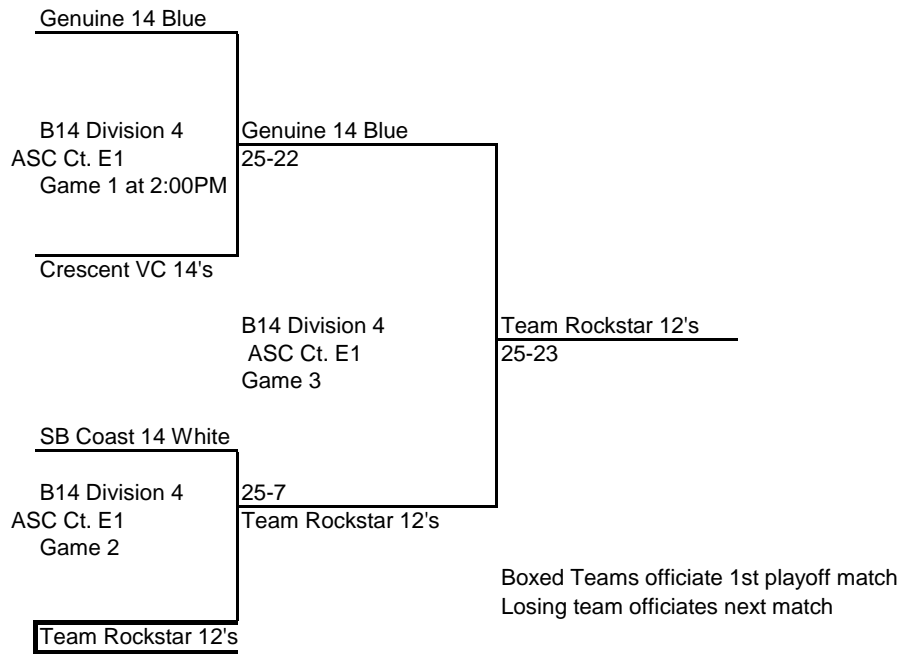 Genuine 14 Blue
B14 Division 4
ASC Ct. E1
Game 1 at 2:00PM
Genuine 14 Blue
25-22
Crescent VC 14's
B14 Division 4
ASC Ct. E1
Game 3
Team Rockstar 12's
25-23
SB Coast 14 White
B14 Division 4
ASC Ct. E1
Game 2
25-7
Team Rockstar 12's
Boxed Teams officiate 1st playoff match
Losing team officiates next match
Team Rockstar 12's